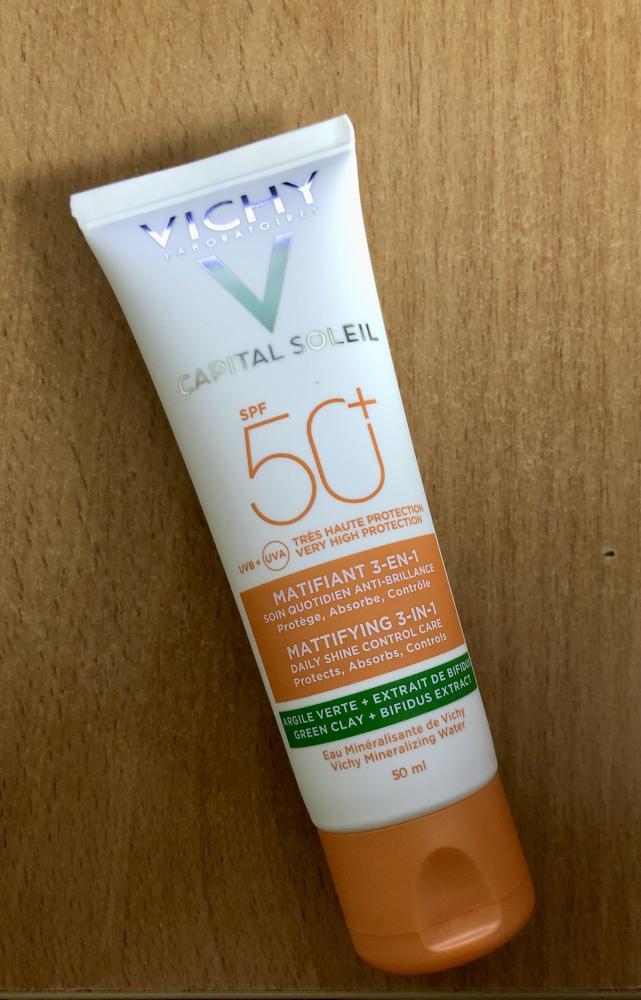 VICHY
LABORATOIRES
CAPITAL SOLEIL
SPF
50+
UVB + UVA
TRÈS HAUTE PROTECTION
VERY HIGH PROTECTION
MATIFIANT 3-EN-1
SOIN QUOTIDIEN ANTI-BRILLANCE
Protège, Absorbe, Contrôle
MATTIFYING 3-IN-1
DAILY SHINE CONTROL CARE
Protects, Absorbs, Controls
ARGILE VERTE + EXTRAIT DE BIFIDUS
GREEN CLAY + BIFIDUS EXTRACT
Eau Minéralisante de Vichy
Vichy Mineralizing Water
50 ml